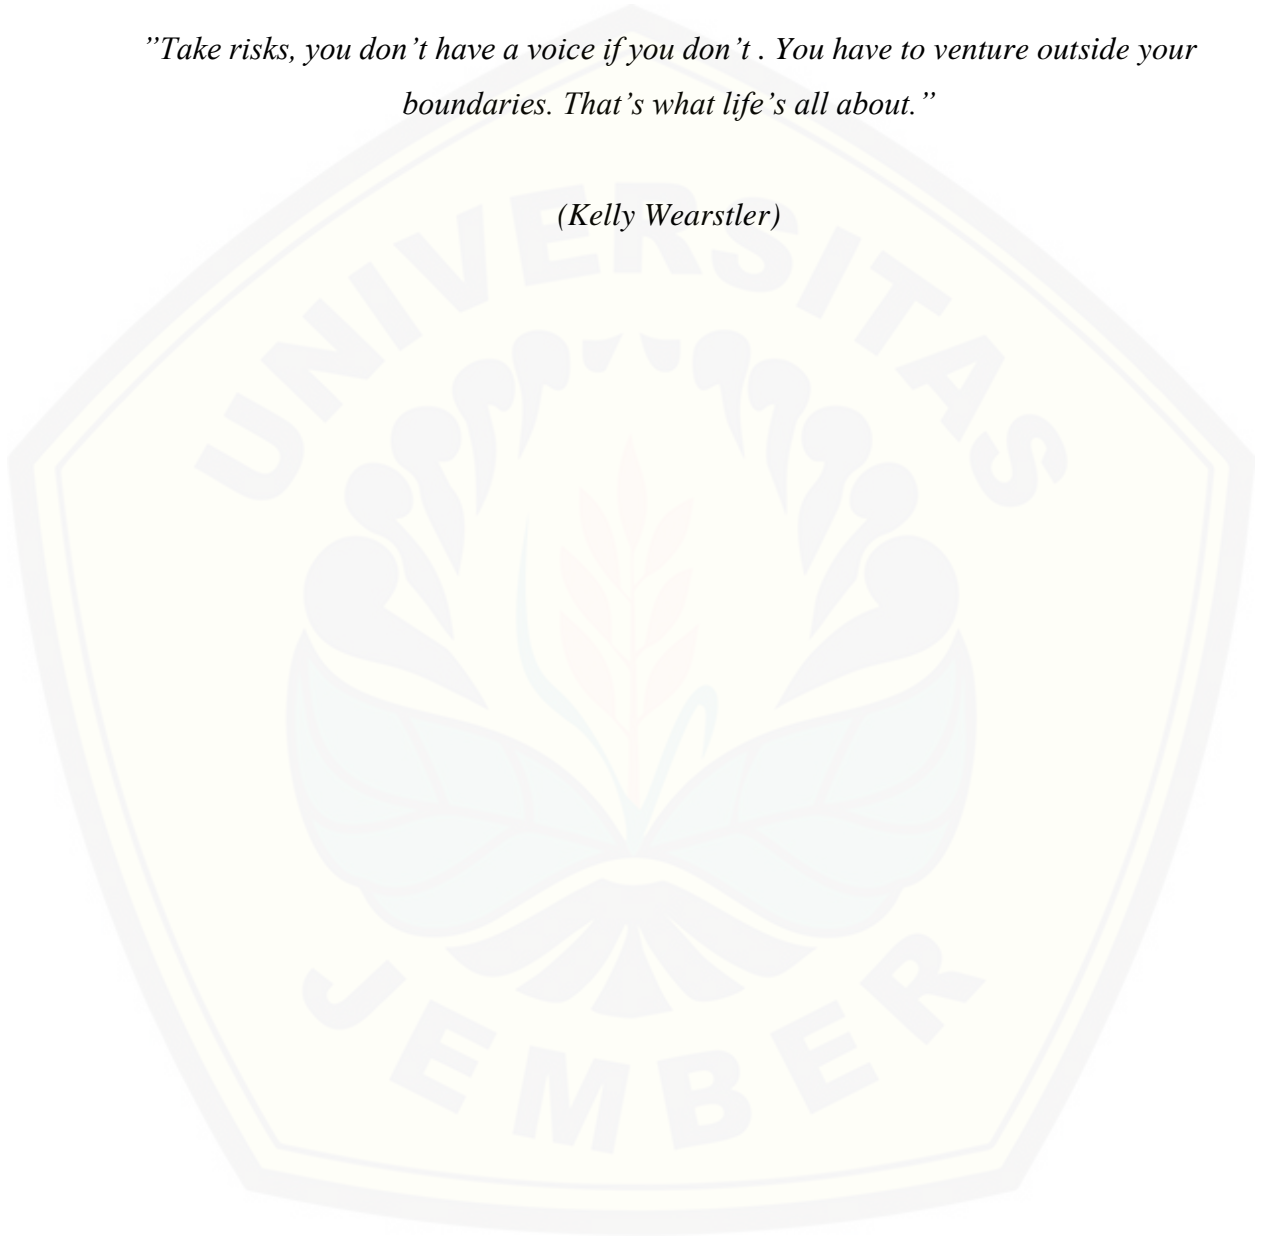 ”Take risks, you don’t have a voice if you don’t . You have to venture outside your
boundaries. That’s what life’s all about.”
(Kelly Wearstler)
UNIVERSITAS
JEMBER